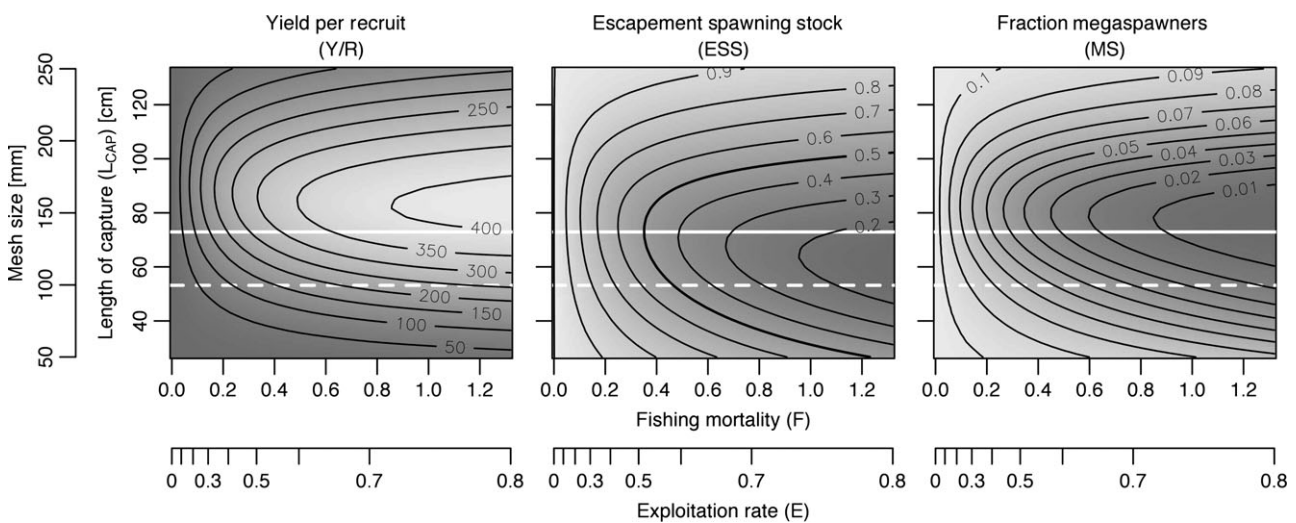 Yield per recruit
(Y/R)
Escapement spawning stock
(ESS)
Fraction megaspawners
(MS)
Mesh size [mm]
50 100 150 200 250
Length of capture (LCAP) [cm]
40 60 80 100 120
250
400
350
300
200
150
100
50
0.9
0.8
0.7
0.6
0.5
0.4
0.3
0.2
0.1
0.09
0.08
0.07
0.06
0.05
0.04
0.03
0.02
0.01
0.0 0.2 0.4 0.6 0.8 1.0 1.2
0.0 0.2 0.4 0.6 0.8 1.0 1.2
0.0 0.2 0.4 0.6 0.8 1.0 1.2
Fishing mortality (F)
0 0.3 0.5 0.7 0.8
0 0.3 0.5 0.7 0.8
0 0.3 0.5 0.7 0.8
Exploitation rate (E)